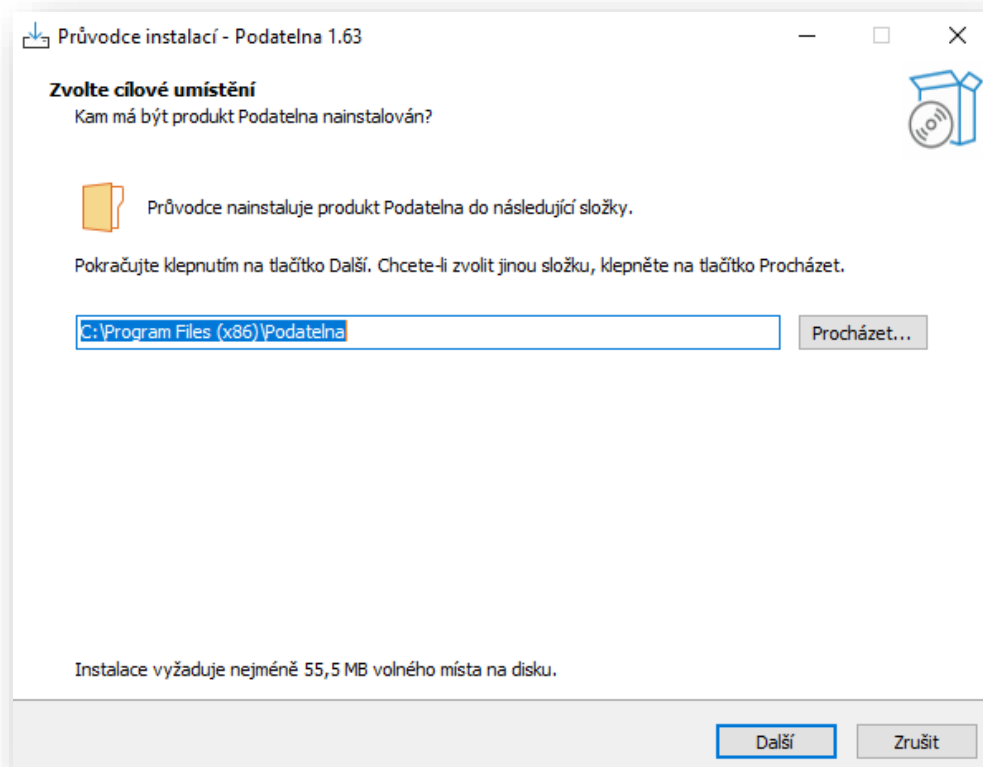 Průvodce instalací - Podatelna 1.63
Zvolte cílové umístění
Kam má být produkt Podatelna nainstalován?
Průvodce nainstaluje produkt Podatelna do následující složky.
Pokračujte klepnutím na tlačítko Další. Chcete-li zvolit jinou složku, klepněte na tlačítko Procházet.
C:\Program Files (x86)\Podatelna
Procházet...
Instalace vyžaduje nejméně 55,5 MB volného místa na disku.
Další
Zrušit